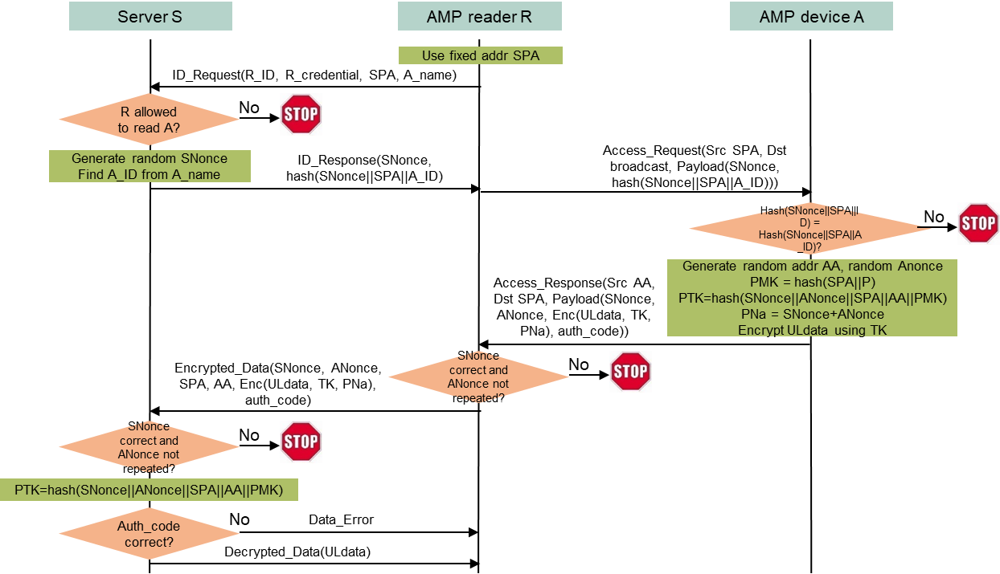 Server S
AMP reader R
AMP device A
Use fixed addr SPA
ID_Request(R_ID, R_credential, SPA, A_name)
R allowed
to read A?
No
STOP
Generate random SNonce
Find A_ID from A_name
ID_Response(SNonce,
hash(SNonce||SPA||A_ID)
Access_Request(Src SPA, Dst
broadcast, Payload(SNonce,
hash(SNonce||SPA||A_ID)))
Hash(SNonce||SPA||I
D) =
Hash(SNonce||SPA||A
_ID)?
No
STOP
Generate random addr AA, random Anonce
PMK = hash(SPA||P)
PTK=hash(SNonce||ANonce||SPA||AA||PMK)
PNa = SNonce+ANonce
Encrypt ULdata using TK
Access_Response(Src AA,
Dst SPA, Payload(SNonce,
ANonce, Enc(ULdata, TK,
PNa), auth_code))
SNonce
correct and
ANonce not
repeated?
No
STOP
Encrypted_Data(SNonce, ANonce,
SPA, AA, Enc(ULdata, TK, PNa),
auth_code)
SNonce
correct and
ANonce not
repeated?
No
STOP
PTK=hash(SNonce||ANonce||SPA||AA||PMK)
Auth_code
correct?
No
Data_Error
Decrypted_Data(ULdata)